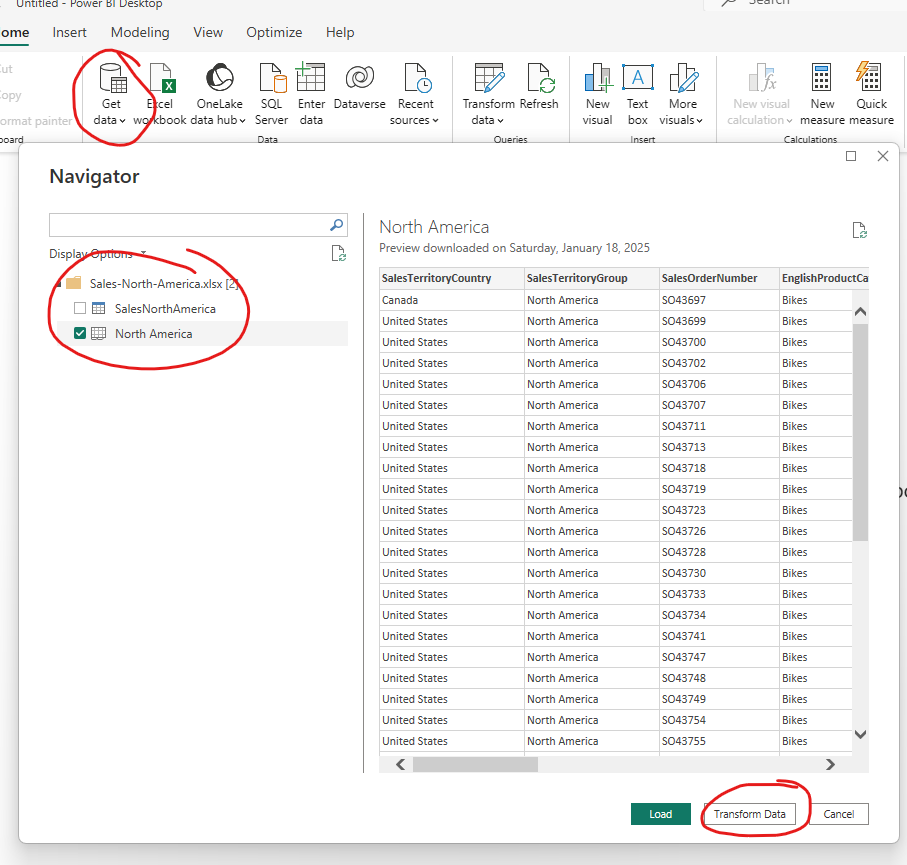 Untitled - Power BI Desktop
Search
ome Insert Modeling View Optimize Help
ut
opy
ormat painter
board
Get data
Excel workbook
OneLake data hub
SQL Server
Enter data
Dataverse
Recent sources
Data
Transform data
Refresh
Queries
New visual
Text box
More visuals
Insert
New visual calculation
New measure
Quick measure
Calculations
Navigator
Display Options
Sales-North-America.xlsx [2]
SalesNorthAmerica
North America
North America
Preview downloaded on Saturday, January 18, 2025
SalesTerritoryCountry SalesTerritoryGroup SalesOrderNumber EnglishProductCa
Canada North America SO43697 Bikes
United States North America SO43699 Bikes
United States North America SO43700 Bikes
United States North America SO43702 Bikes
United States North America SO43706 Bikes
United States North America SO43707 Bikes
United States North America SO43711 Bikes
United States North America SO43713 Bikes
United States North America SO43718 Bikes
United States North America SO43719 Bikes
United States North America SO43723 Bikes
United States North America SO43726 Bikes
United States North America SO43728 Bikes
United States North America SO43730 Bikes
United States North America SO43733 Bikes
United States North America SO43734 Bikes
United States North America SO43741 Bikes
United States North America SO43747 Bikes
United States North America SO43748 Bikes
United States North America SO43749 Bikes
United States North America SO43754 Bikes
United States North America SO43755 Bikes
Load Transform Data Cancel